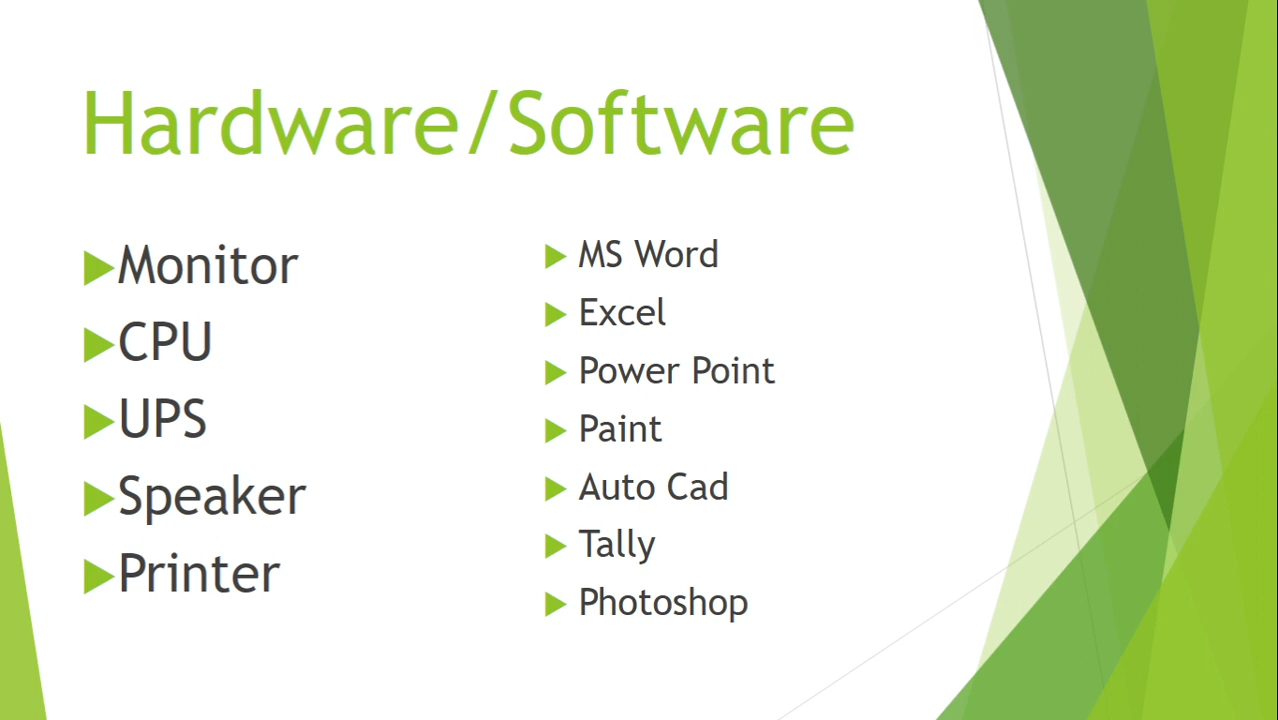 Hardware/Software
Monitor
CPU
UPS
Speaker
Printer
MS Word
Excel
Power Point
Paint
Auto Cad
Tally
Photoshop